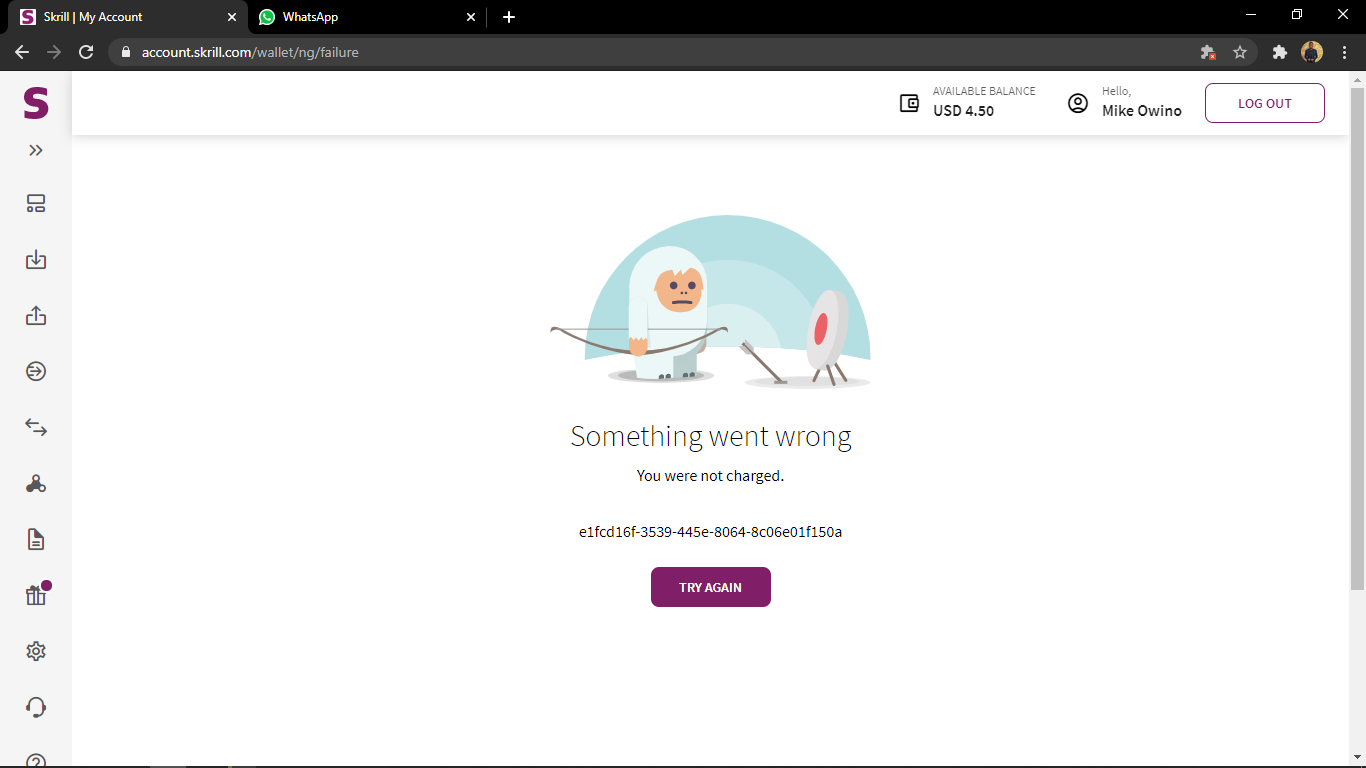 Skrill | My Account
WhatsApp
account.skrill.com/wallet/ng/failure
S
AVAILABLE BALANCE
USD 4.50
Hello,
Mike Owino
LOG OUT
Something went wrong
You were not charged.
e1fcd16f-3539-445e-8064-8c06e01f150a
TRY AGAIN